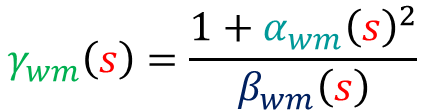 γ_wm(s) = (1 + α_wm(s)²) / β_wm(s)